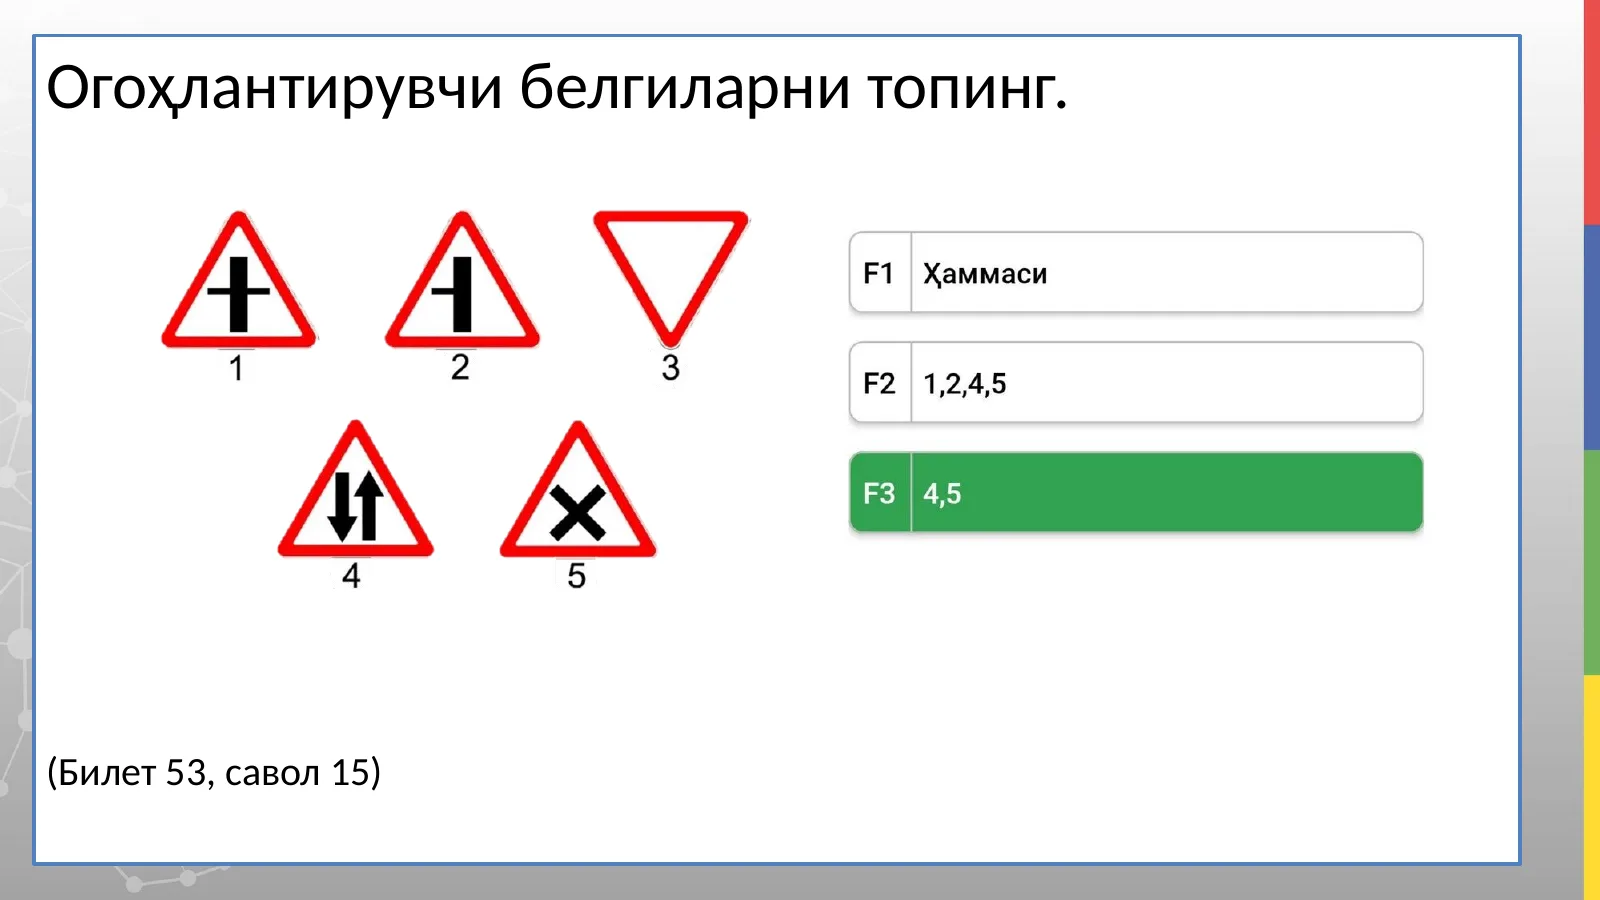 Огоҳлантирувчи белгиларни топинг.
1 2 3
4 5
F1 Ҳаммаси
F2 1,2,4,5
F3 4,5
(Билет 53, савол 15)